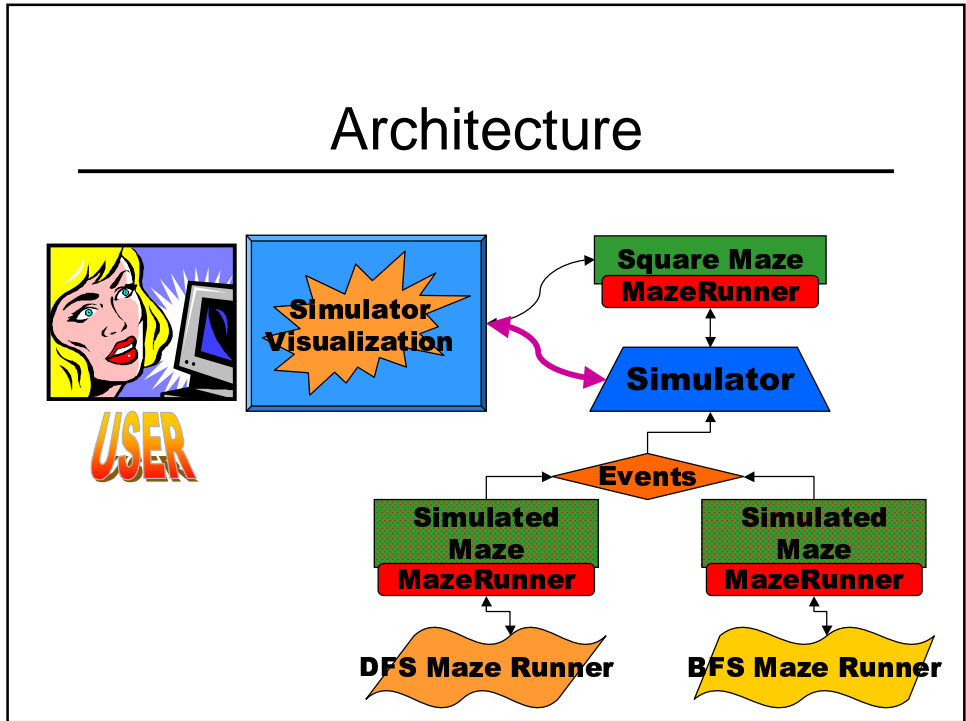 Architecture
Square Maze
MazeRunner
Simulator
Visualization
Simulator
USER
Events
Simulated
Maze
MazeRunner
Simulated
Maze
MazeRunner
DFS Maze Runner
BFS Maze Runner